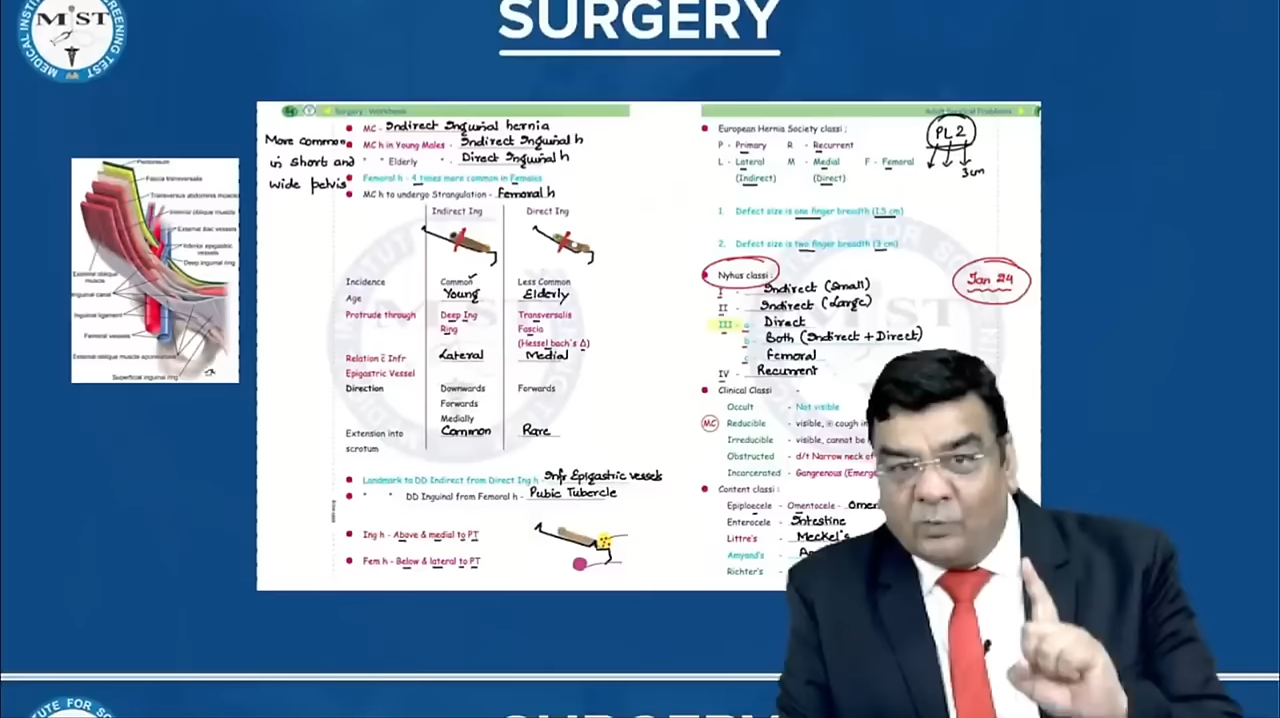 SURGERY
MIST
MEDICAL INSTITUTE FOR SCREENING TEST
Surgery : Workbook
Adult Surgical Problems
More common
in short and
wide pelvis
MC - Indirect Inguinal hernia
MC h in Young Males - Indirect Inguinal h
" " Elderly " - Direct Inguinal h
Femoral h - 4 times more common in Females
MC h to undergo Strangulation - Femoral h
Indirect Ing Direct Ing
Incidence Common Less Common
Age Young Elderly
Protrude through Deep Ing Transversalis
Ring Fascia
(Hessel bach's Δ)
Relation c̄ Infr Lateral Medial
Epigastric Vessel
Direction Downwards Forwards
Forwards
Medially
Extension into Common Rare
scrotum
Landmark to DD Indirect from Direct Ing h - Infr Epigastric vessels
" " DD Inguinal from Femoral h - Pubic Tubercle
Ing h - Above & medial to PT
Fem h - Below & lateral to PT
European Hernia Society classi :
PL 2
3cm
P - Primary R - Recurrent
L - Lateral M - Medial F - Femoral
(Indirect) (Direct)
1. Defect size is one finger breadth (1.5 cm)
2. Defect size is two finger breadth (3 cm)
Nyhus classi :
Jan 24
I - Indirect (Small)
II - Indirect (Large)
III - a Direct
b - Both (Indirect + Direct)
c Femoral
IV - Recurrent
Clinical Classi -
Occult - Not visible
MC Reducible - visible, ⊕ cough in
Irreducible - visible, cannot be
Obstructed - d/t Narrow neck of
Incarcerated - Gangrenous (Emerg
Content classi :
Epiplocele - Omentocele - Omen
Enterocele - Intestine
Littre's - Meckel's
Amyand's - A
Richter's -
Peritoneum
Fascia transversalis
Transversus abdominis muscle
Internal oblique muscle
External iliac vessels
Inferior epigastric
vessels
Deep inguinal ring
External oblique
muscle
Inguinal canal
Inguinal ligament
Femoral vessels
External oblique muscle aponeurosis
Superficial inguinal ring